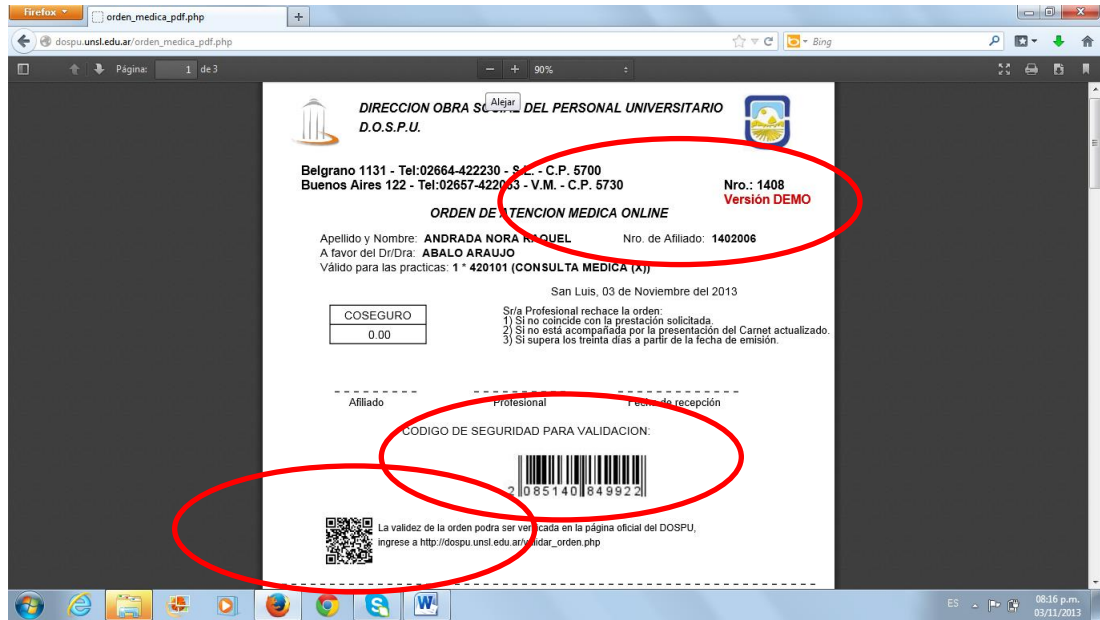 Firefox
orden_medica_pdf.php
dospu.unsl.edu.ar/orden_medica_pdf.php
Bing
Página: 1 de 3
90%
Alejar
DIRECCION OBRA SOCIAL DEL PERSONAL UNIVERSITARIO
D.O.S.P.U.
Belgrano 1131 - Tel:02664-422230 - S.L. - C.P. 5700
Buenos Aires 122 - Tel:02657-422063 - V.M. - C.P. 5730
Nro.: 1408
Versión DEMO
ORDEN DE ATENCION MEDICA ONLINE
Apellido y Nombre: ANDRADA NORA RAQUEL Nro. de Afiliado: 1402006
A favor del Dr/Dra: ABALO ARAUJO
Válido para las practicas: 1 * 420101 (CONSULTA MEDICA (X))
San Luis, 03 de Noviembre del 2013
COSEGURO
0.00
Sr/a Profesional rechace la orden:
1) Si no coincide con la prestación solicitada.
2) Si no está acompañada por la presentación del Carnet actualizado.
3) Si supera los treinta días a partir de la fecha de emisión.
Afiliado Profesional Fecha de recepción
CODIGO DE SEGURIDAD PARA VALIDACION:
2 085140 849922
La validez de la orden podra ser verificada en la página oficial del DOSPU,
ingrese a http://dospu.unsl.edu.ar/validar_orden.php
ES
08:16 p.m.
03/11/2013